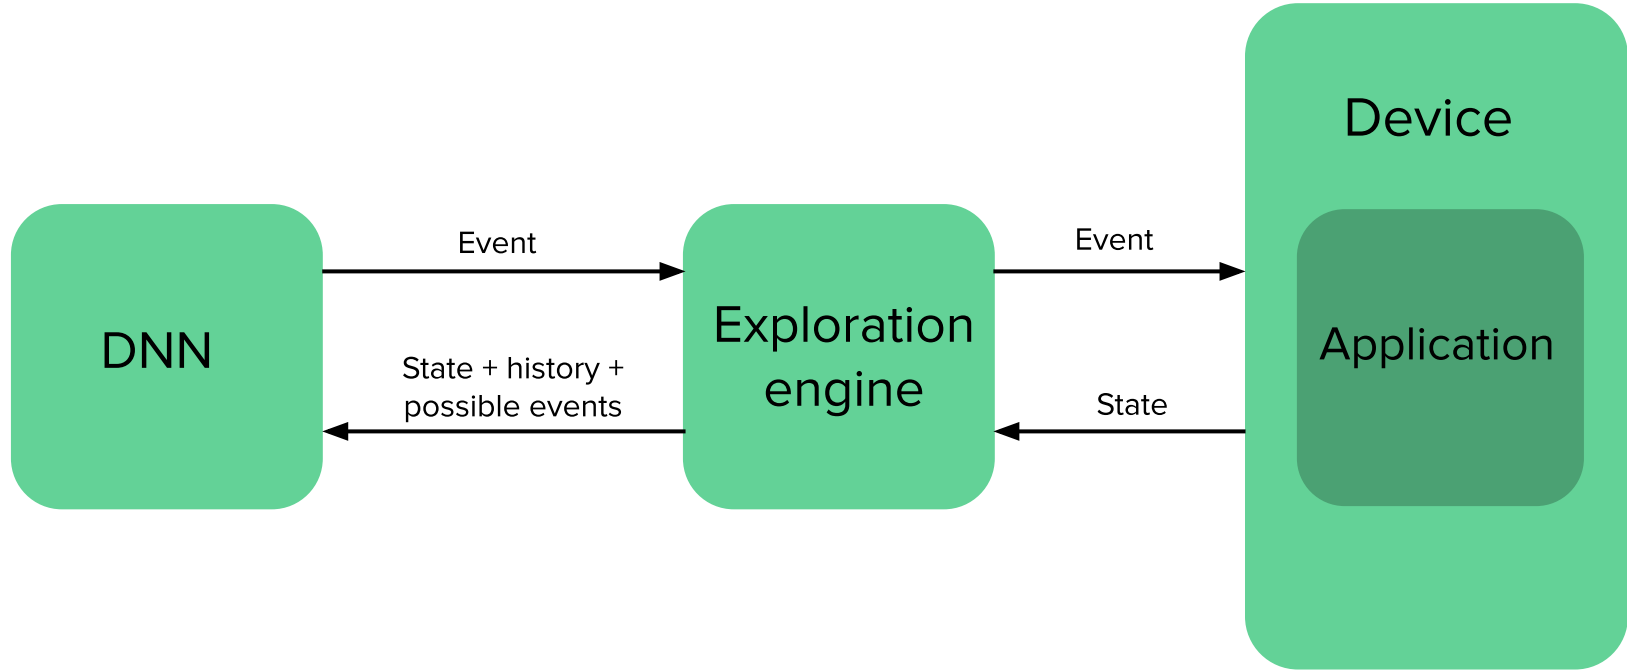 Device
Event
Event
DNN
Exploration
engine
Application
State + history +
possible events
State